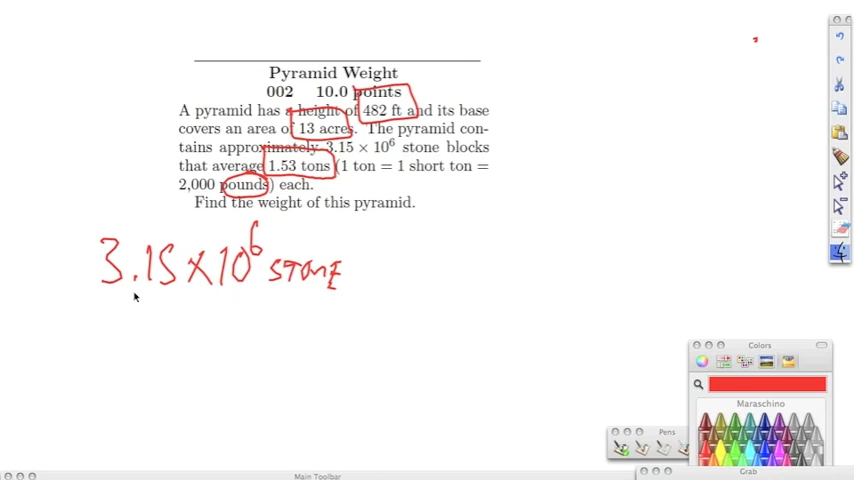 Pyramid Weight
002 10.0 points
A pyramid has a height of 482 ft and its base
covers an area of 13 acres. The pyramid con-
tains approximately 3.15 × 10⁶ stone blocks
that average 1.53 tons (1 ton = 1 short ton =
2,000 pounds) each.
Find the weight of this pyramid.
3.15 × 10⁶ STONE
Colors
Maraschino
Pens
Grab
Main Toolbar